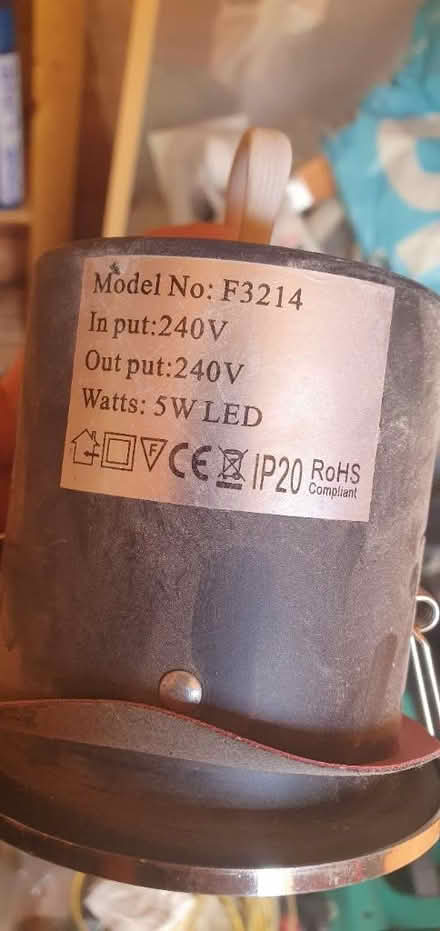 Model No: F3214
In put:240V
Out put:240V
Watts: 5W LED
F CE IP20 RoHS
Compliant